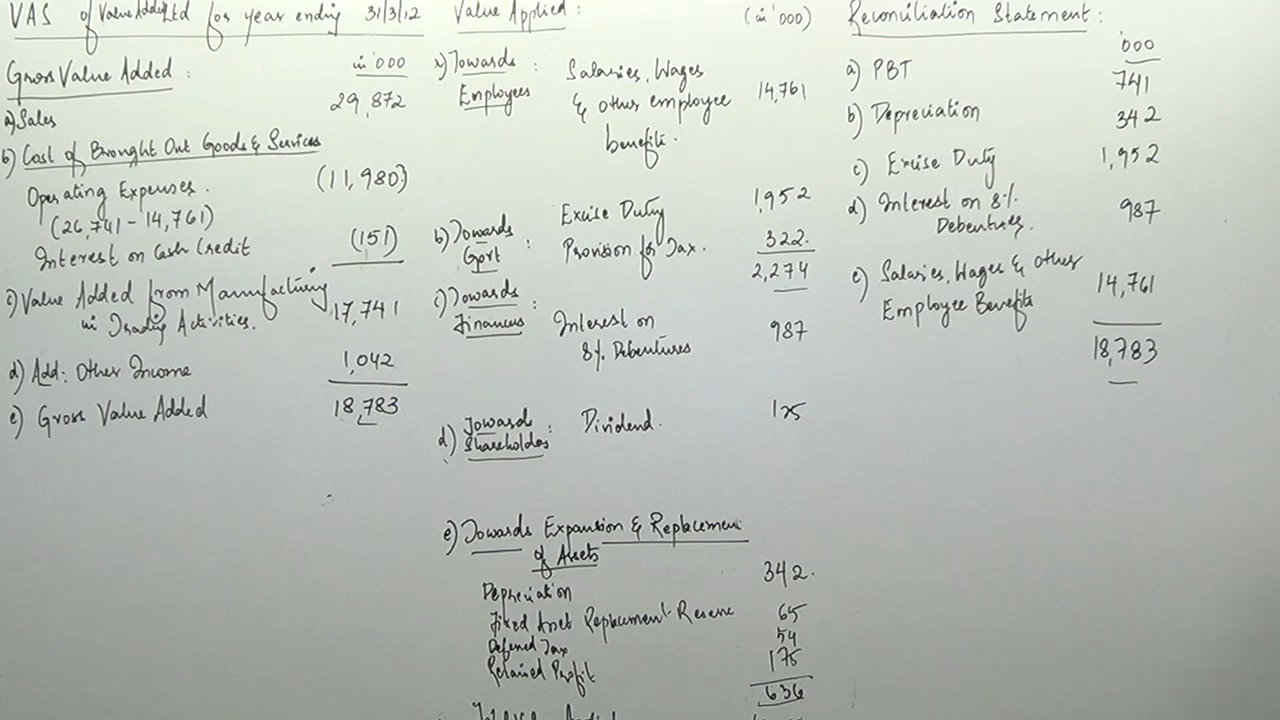 VAS of Value Adding Ltd for year ending 31/3/12
Gross Value Added :
in '000
a) Sales 29,872
b) Cost of Brought Out Goods & Services
Operating Expenses. (11,980)
(26,741 - 14,761)
Interest on Cash Credit (151)
c) Value Added from Manufacturing
in Trading Activities. 17,741
d) Add: Other Income 1,042
e) Gross Value Added 18,783
Value Applied : (in '000)
a) Towards : Salaries, Wages
Employees & other employee 14,761
benefits.
Excise Duty 1,952
b) Towards : Provision for Tax. 322.
Govt 2,274
c) Towards :
Financiers Interest on 987
8% Debentures
d) Towards : Dividend. 125
Shareholders
e) Towards Expansion & Replacement
of Assets
Depreciation 342.
Fixed Asset Replacement Reserve 65
Deferred Tax 54
Retained Profit 175
636
Reconciliation Statement :
'000
a) PBT 741
b) Depreciation 342
c) Excise Duty 1,952
d) Interest on 8% 987
Debentures.
e) Salaries, Wages & other
Employee Benefits 14,761
18,783